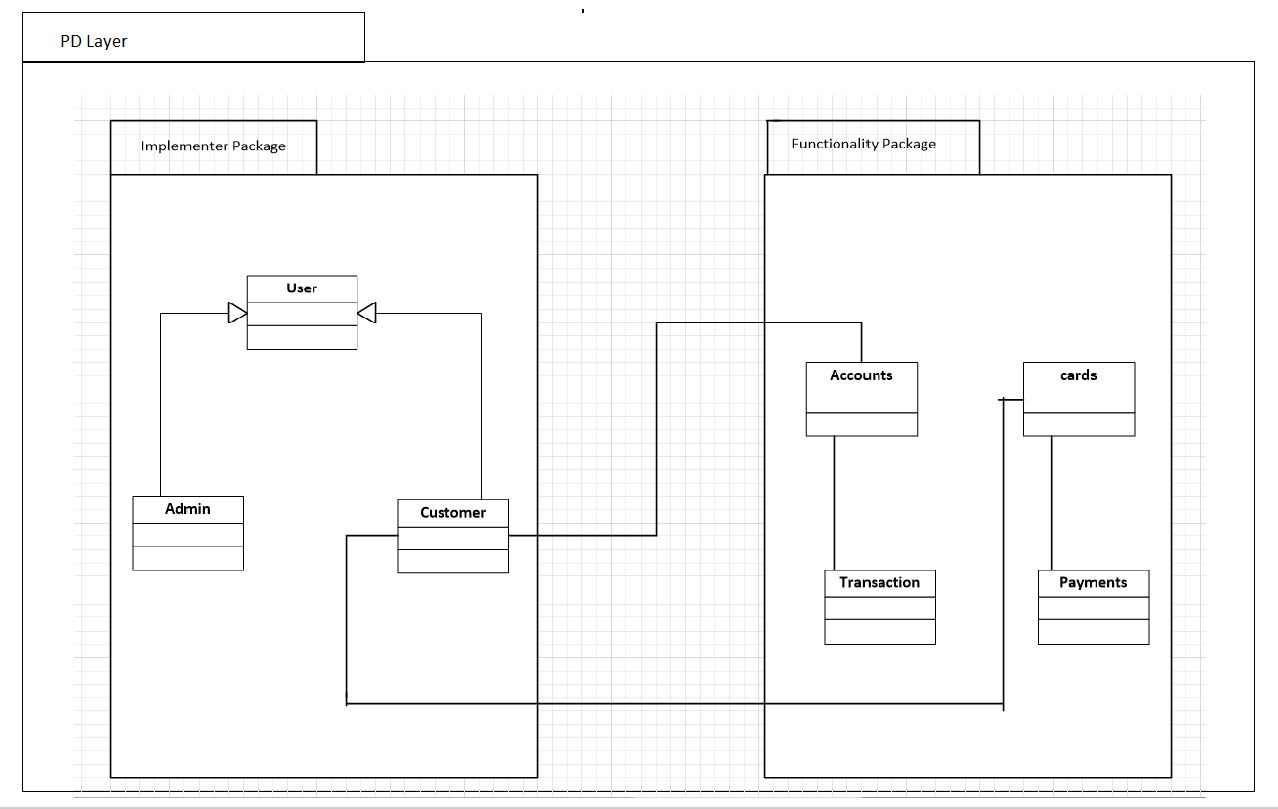 PD Layer
Implementer Package
Functionality Package
User
Accounts
cards
Admin
Customer
Transaction
Payments